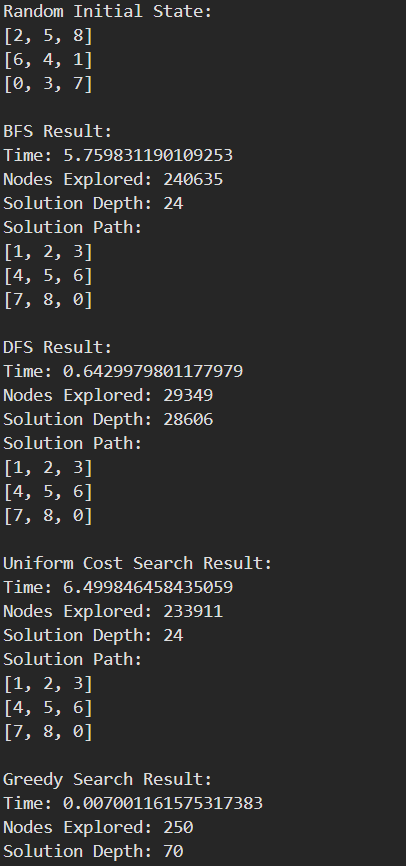 Random Initial State:
[2, 5, 8]
[6, 4, 1]
[0, 3, 7]
BFS Result:
Time: 5.759831190109253
Nodes Explored: 240635
Solution Depth: 24
Solution Path:
[1, 2, 3]
[4, 5, 6]
[7, 8, 0]
DFS Result:
Time: 0.6429979801177979
Nodes Explored: 29349
Solution Depth: 28606
Solution Path:
[1, 2, 3]
[4, 5, 6]
[7, 8, 0]
Uniform Cost Search Result:
Time: 6.499846458435059
Nodes Explored: 233911
Solution Depth: 24
Solution Path:
[1, 2, 3]
[4, 5, 6]
[7, 8, 0]
Greedy Search Result:
Time: 0.007001161575317383
Nodes Explored: 250
Solution Depth: 70